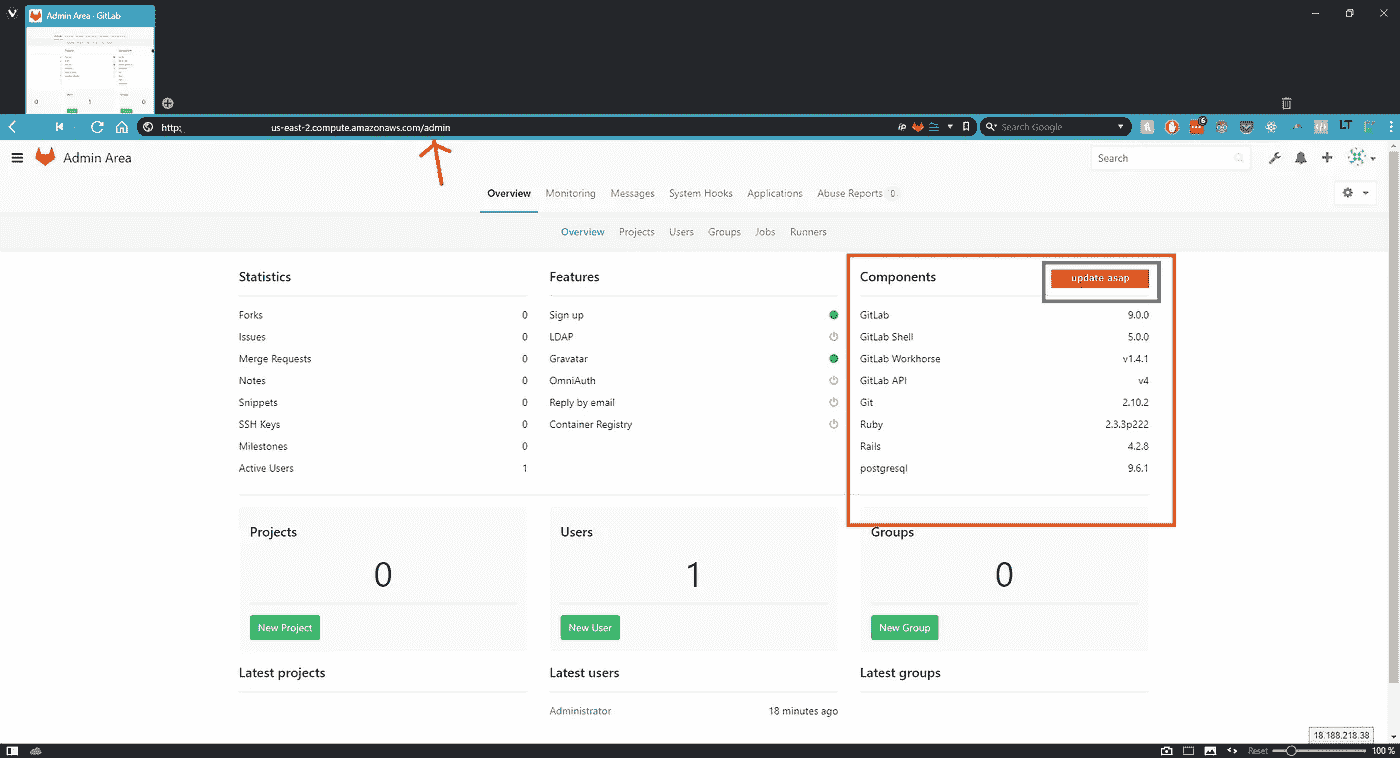 Admin Area · GitLab
http:
us-east-2.compute.amazonaws.com/admin
Search Google
6
LT
Admin Area
Search
Overview Monitoring Messages System Hooks Applications Abuse Reports 0
Overview Projects Users Groups Jobs Runners
Statistics
Forks 0
Issues 0
Merge Requests 0
Notes 0
Snippets 0
SSH Keys 0
Milestones 0
Active Users 1
Features
Sign up
LDAP
Gravatar
OmniAuth
Reply by email
Container Registry
Components update asap
GitLab 9.0.0
GitLab Shell 5.0.0
GitLab Workhorse v1.4.1
GitLab API v4
Git 2.10.2
Ruby 2.3.3p222
Rails 4.2.8
postgresql 9.6.1
Projects
0
New Project
Users
1
New User
Groups
0
New Group
Latest projects
Latest users
Administrator 18 minutes ago
Latest groups
18.188.218.38
Reset 100 %